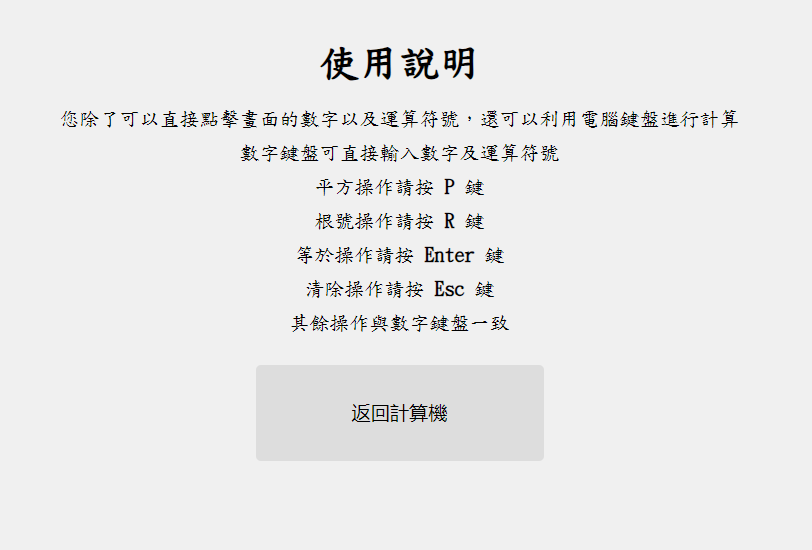 使用說明
您除了可以直接點擊畫面的數字以及運算符號，還可以利用電腦鍵盤進行計算
數字鍵盤可直接輸入數字及運算符號
平方操作請按 P 鍵
根號操作請按 R 鍵
等於操作請按 Enter 鍵
清除操作請按 Esc 鍵
其餘操作與數字鍵盤一致
返回計算機